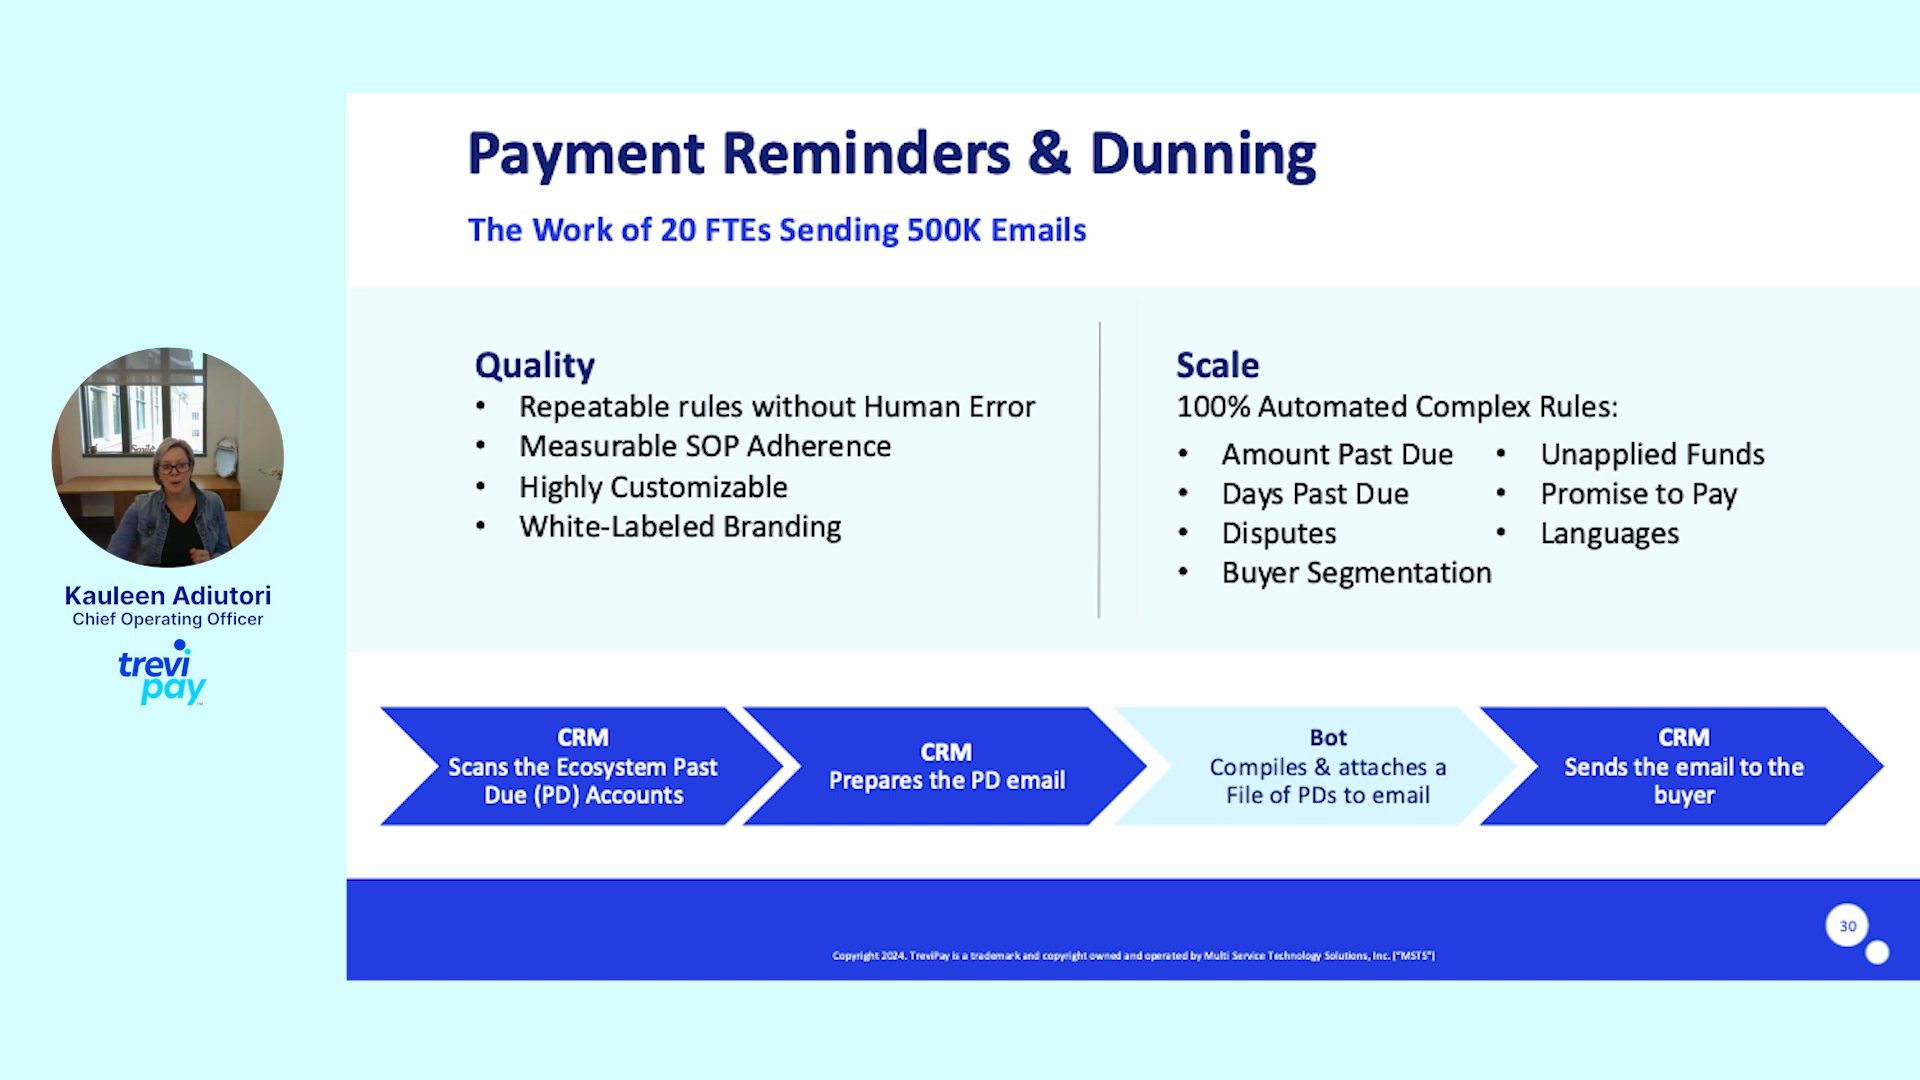 Payment Reminders & Dunning
The Work of 20 FTEs Sending 500K Emails
Quality
• Repeatable rules without Human Error
• Measurable SOP Adherence
• Highly Customizable
• White-Labeled Branding
Scale
100% Automated Complex Rules:
• Amount Past Due
• Days Past Due
• Disputes
• Buyer Segmentation
• Unapplied Funds
• Promise to Pay
• Languages
Kauleen Adiutori
Chief Operating Officer
trevi
pay
CRM
Scans the Ecosystem Past
Due (PD) Accounts
CRM
Prepares the PD email
Bot
Compiles & attaches a
File of PDs to email
CRM
Sends the email to the
buyer
30
Copyright 2024. TreviPay is a trademark and copyright owned and operated by Multi Service Technology Solutions, Inc. ("MSTS")